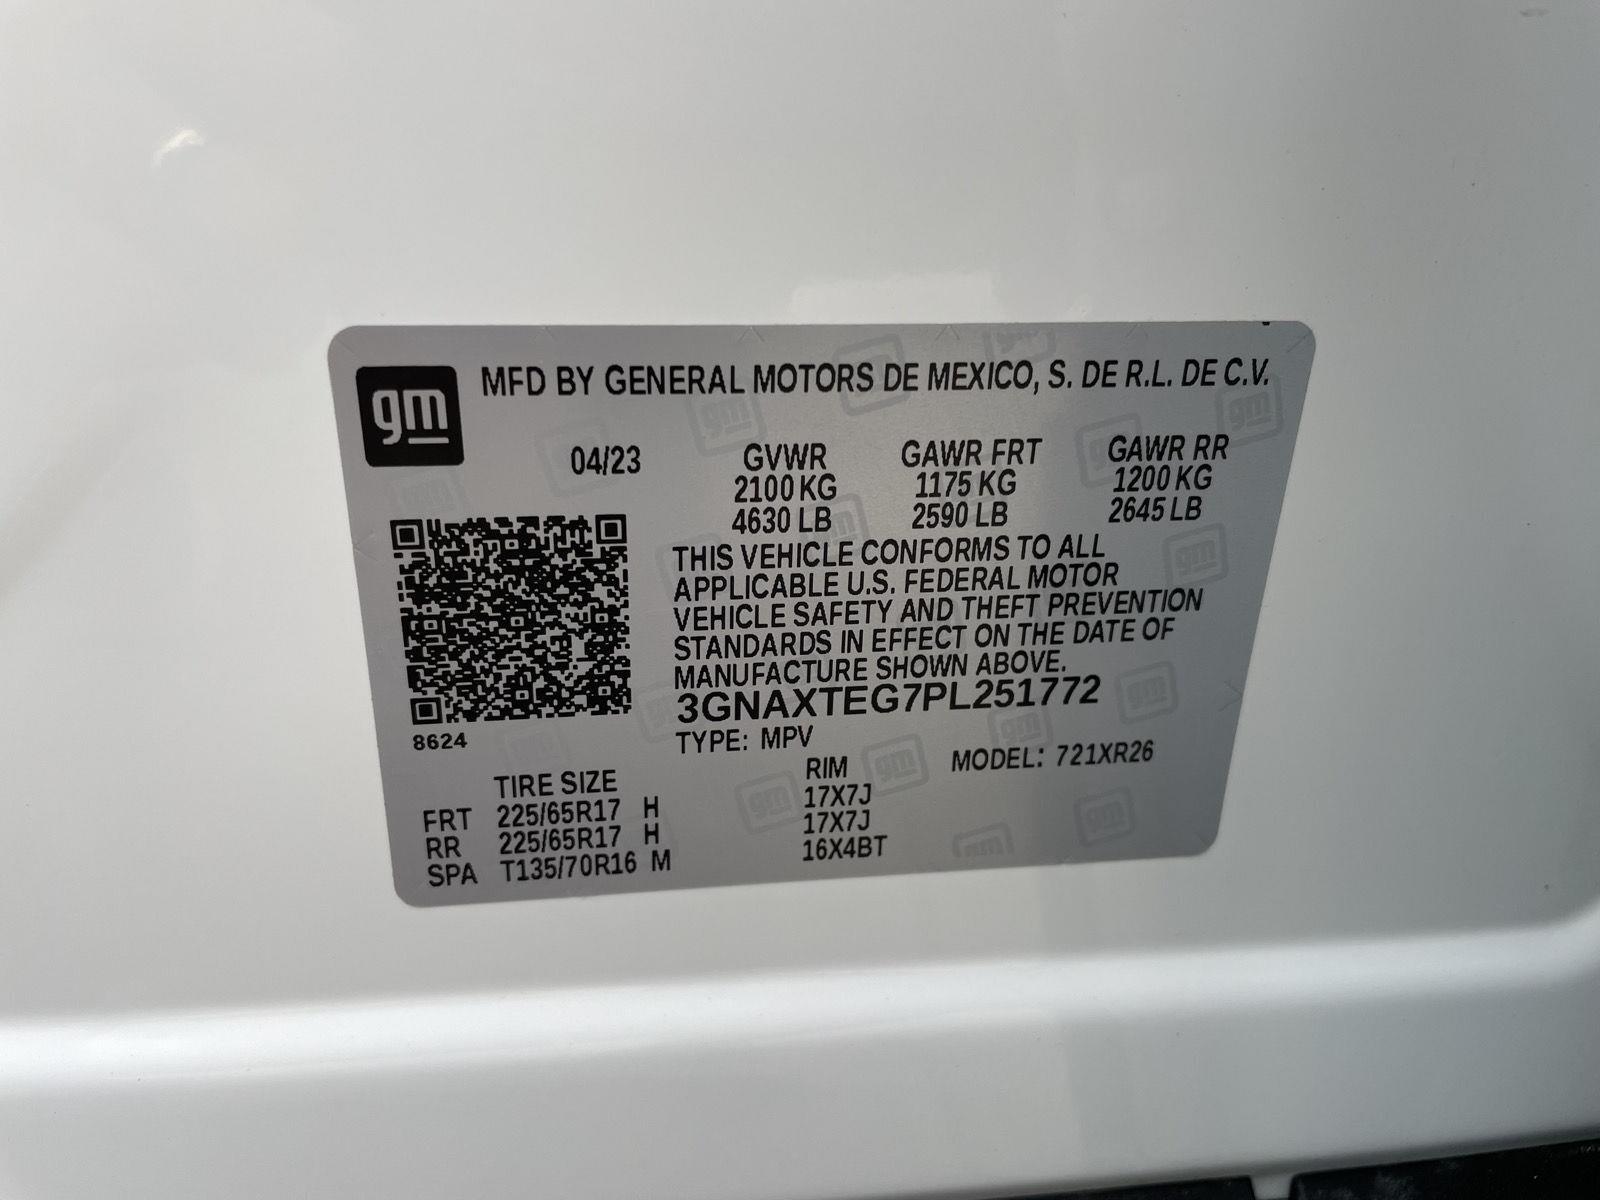 gm
MFD BY GENERAL MOTORS DE MEXICO, S. DE R.L. DE C.V.
04/23 GVWR GAWR FRT GAWR RR
2100 KG 1175 KG 1200 KG
4630 LB 2590 LB 2645 LB
THIS VEHICLE CONFORMS TO ALL
APPLICABLE U.S. FEDERAL MOTOR
VEHICLE SAFETY AND THEFT PREVENTION
STANDARDS IN EFFECT ON THE DATE OF
MANUFACTURE SHOWN ABOVE.
3GNAXTEG7PL251772
8624
TYPE: MPV
MODEL: 721XR26
TIRE SIZE RIM
FRT 225/65R17 H 17X7J
RR 225/65R17 H 17X7J
SPA T135/70R16 M 16X4BT